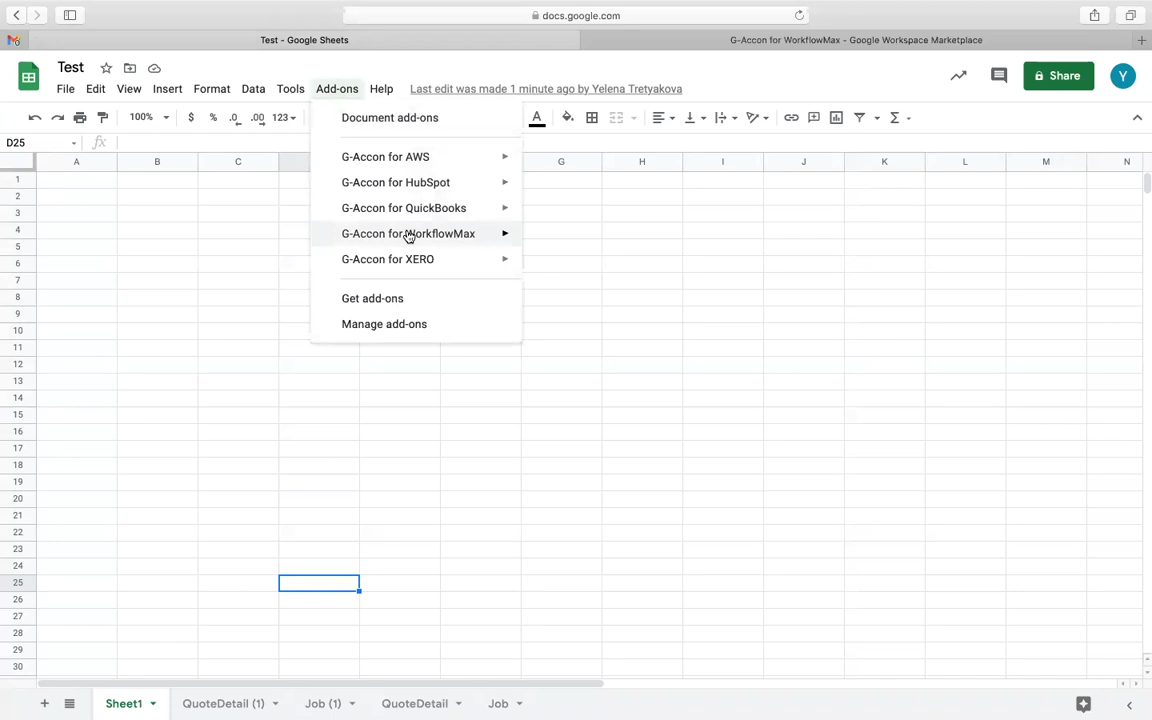 docs.google.com
Test - Google Sheets
G-Accon for WorkflowMax - Google Workspace Marketplace
Test
Share
Y
File Edit View Insert Format Data Tools Add-ons Help Last edit was made 1 minute ago by Yelena Tretyakova
100% $ % .0 .00 123 A Σ
D25 fx
Document add-ons
G-Accon for AWS
G-Accon for HubSpot
G-Accon for QuickBooks
G-Accon for WorkflowMax
G-Accon for XERO
Get add-ons
Manage add-ons
A B C G H I J K L M N
1
2
3
4
5
6
7
8
9
10
11
12
13
14
15
16
17
18
19
20
21
22
23
24
25
26
27
28
29
30
Sheet1 QuoteDetail (1) Job (1) QuoteDetail Job